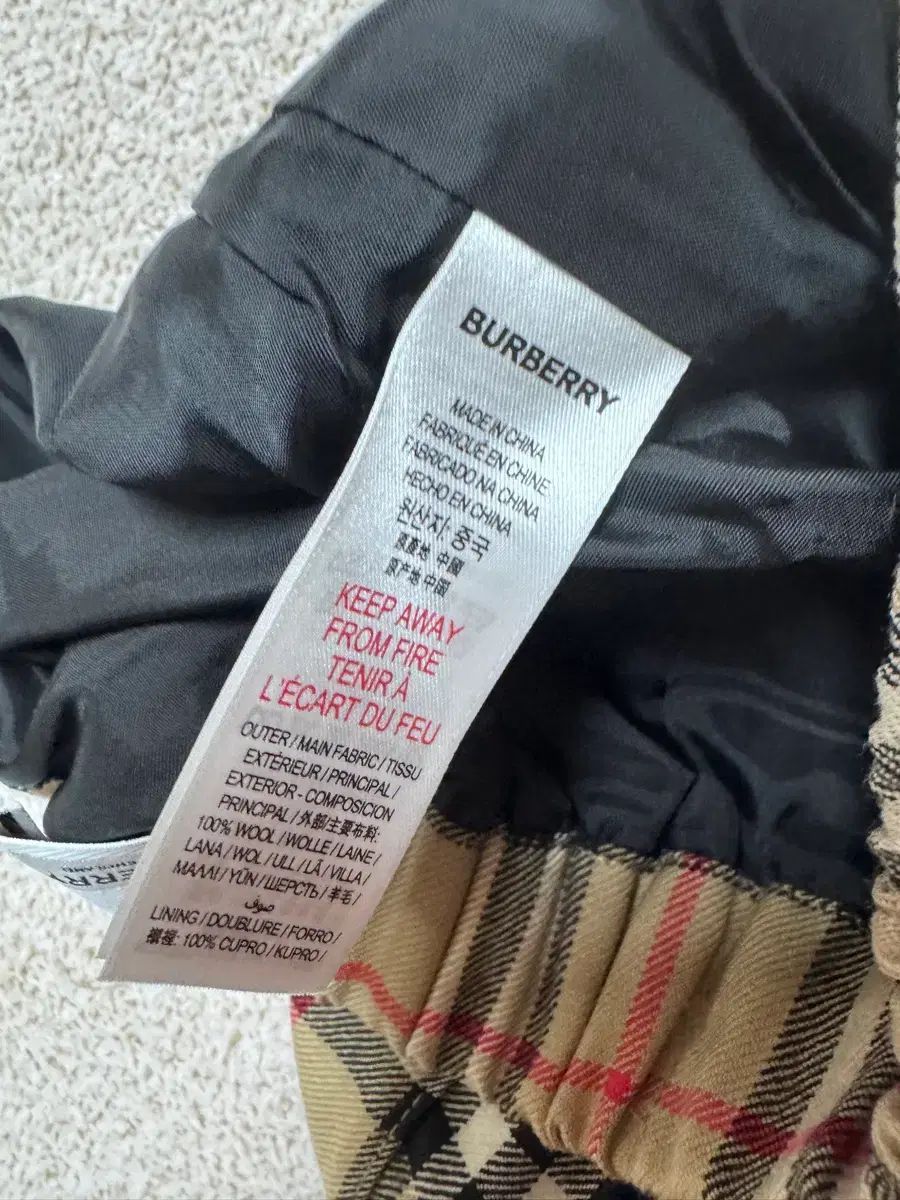 BURBERRY
MADE IN CHINA
FABRIQUÉ EN CHINE
FABRICADO NA CHINA
HECHO EN CHINA
원산지: 중국
原產地 中國
原产地 中國
KEEP AWAY
FROM FIRE
TENIR À
L'ÉCART DU FEU
OUTER / MAIN FABRIC / TISSU
EXTÉRIEUR / PRINCIPAL /
EXTERIOR - COMPOSICION
PRINCIPAL / 外部/主要布料:
100% WOOL / WOLLE / LAINE /
LANA / WOL / ULL / LÃ / VILLA /
ΜΑΛΛΙ / YÜN / ШЕРСТЬ / 羊毛 /
صوف
LINING / DOUBLURE / FORRO /
襯裡: 100% CUPRO / KUPRO /
ERRY